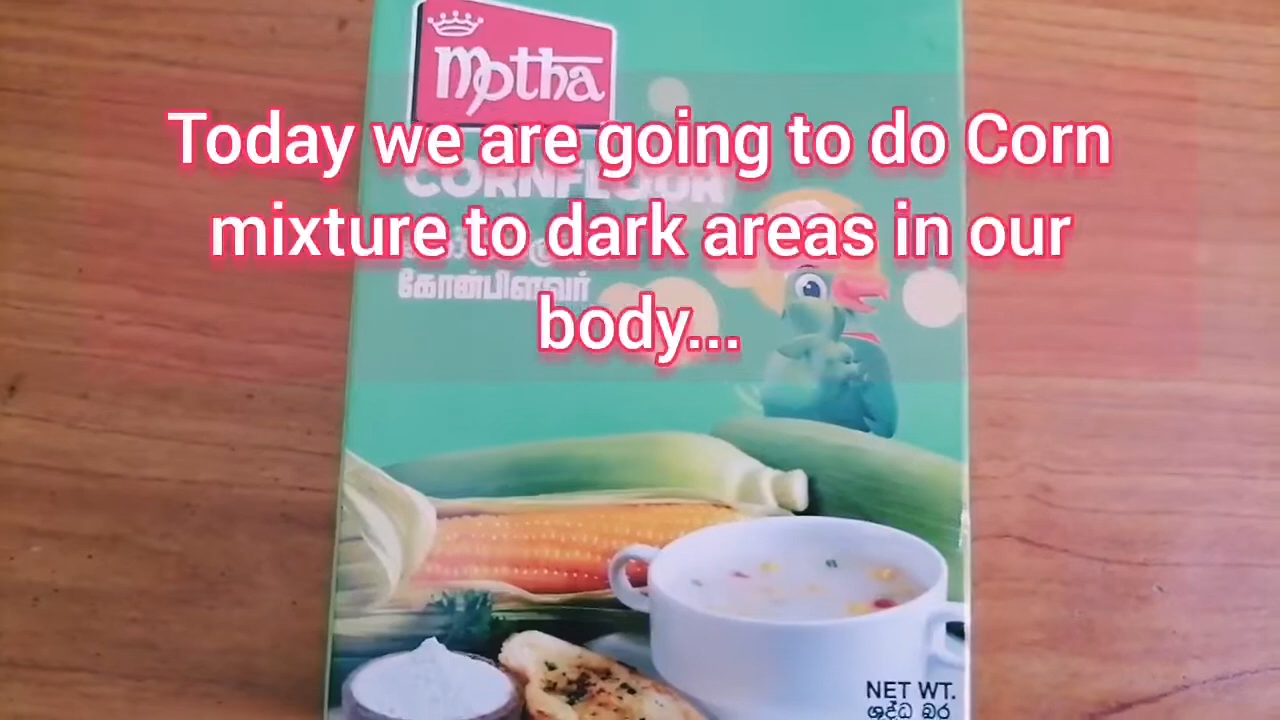 Motha
Today we are going to do Corn
CORNFLOUR
mixture to dark areas in our
கோன்பிளவர்
body...
NET WT.
ශුද්ධ බර